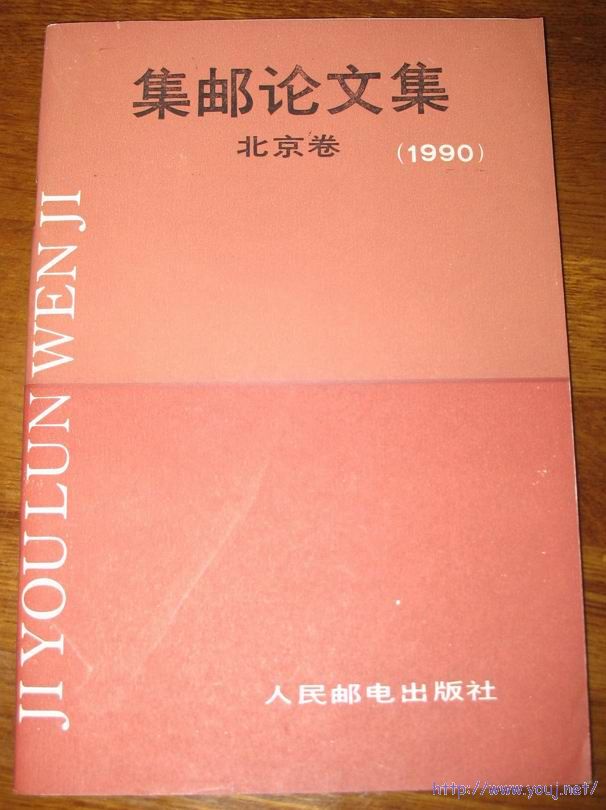 集邮论文集
北京卷
(1990)
JI YOU LUN WEN JI
人民邮电出版社
http://www.youj.net/